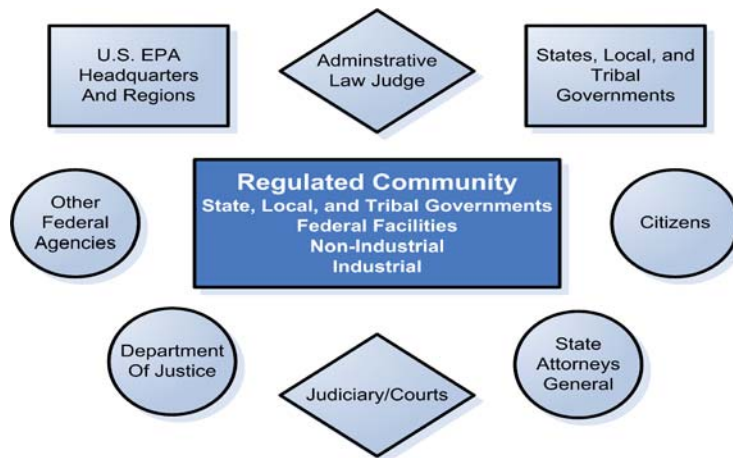 U.S. EPA
Headquarters
And Regions
Adminstrative
Law Judge
States, Local, and
Tribal
Governments
Other
Federal
Agencies
Regulated Community
State, Local, and Tribal Governments
Federal Facilities
Non-Industrial
Industrial
Citizens
Department
Of Justice
Judiciary/Courts
State
Attorneys
General